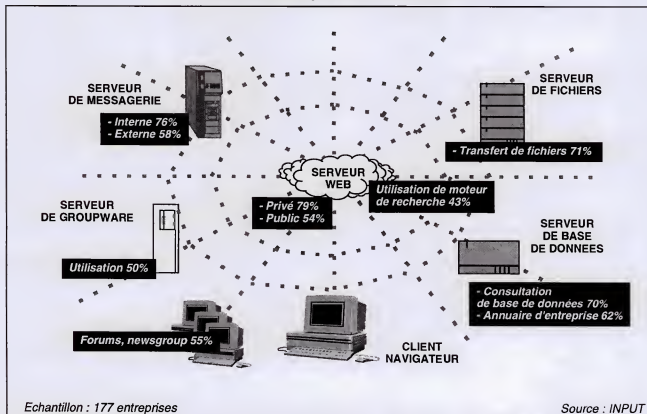 SERVEUR
DE MESSAGERIE
- Interne 76%
- Externe 58%
SERVEUR
DE FICHIERS
- Transfert de fichiers 71%
SERVEUR
WEB
- Privé 79%
- Public 54%
Utilisation de moteur
de recherche 43%
SERVEUR
DE GROUPWARE
Utilisation 50%
SERVEUR
DE BASE
DE DONNEES
- Consultation
de base de données 70%
- Annuaire d'entreprise 62%
Forums, newsgroup 55%
CLIENT
NAVIGATEUR
Echantillon : 177 entreprises
Source : INPUT